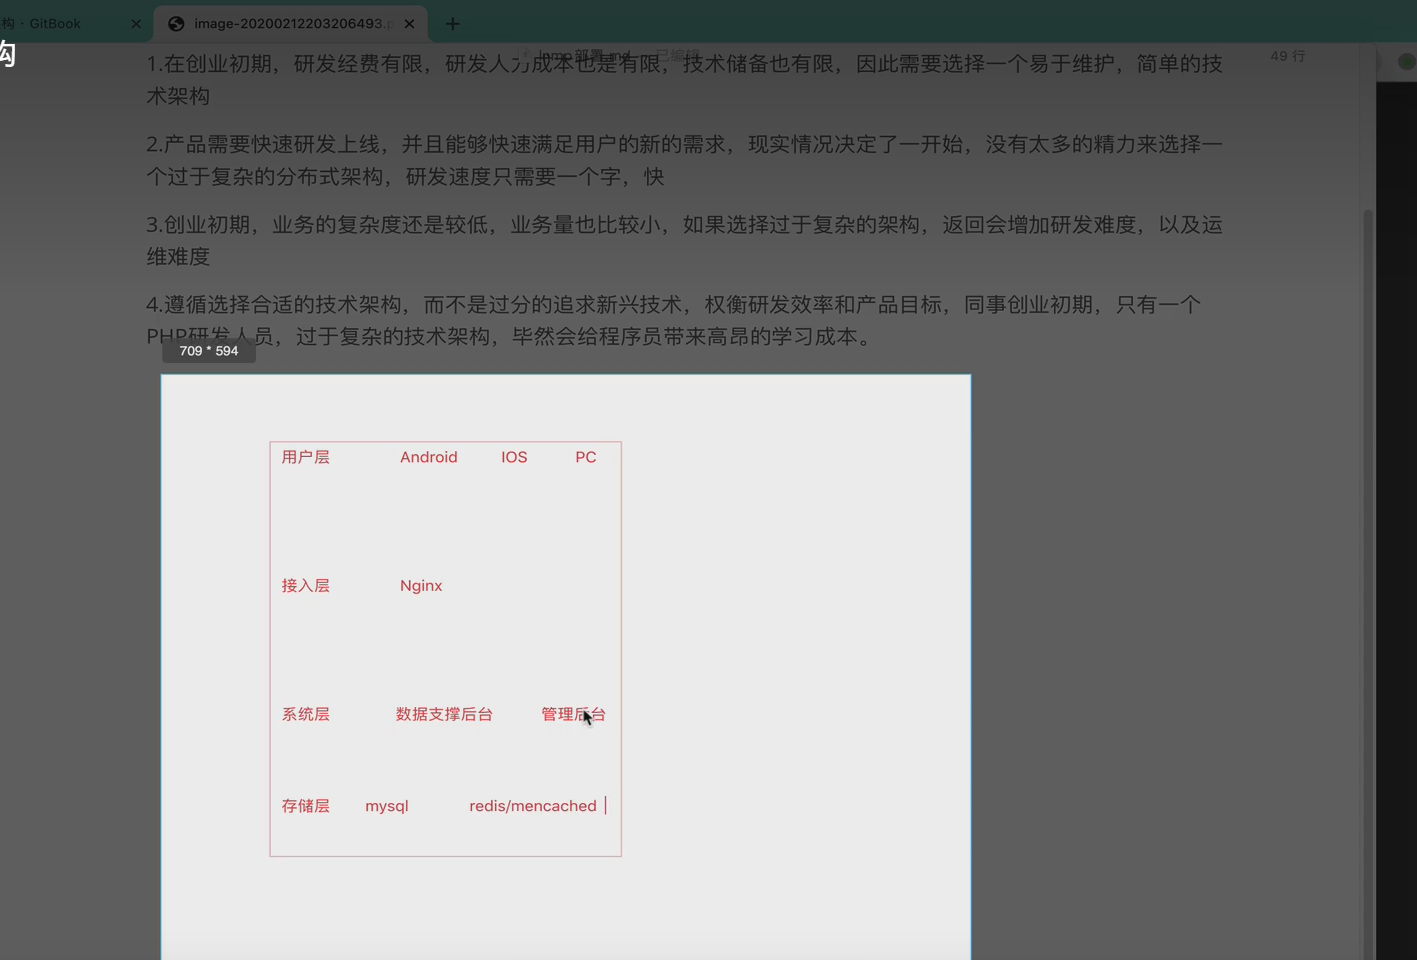 构 · GitBook
image-20200212203206493.p
构
lnmp部署.md — 已编辑
49 行
1.在创业初期，研发经费有限，研发人力成本也是有限，技术储备也有限，因此需要选择一个易于维护，简单的技
术架构
2.产品需要快速研发上线，并且能够快速满足用户的新的需求，现实情况决定了一开始，没有太多的精力来选择一
个过于复杂的分布式架构，研发速度只需要一个字，快
3.创业初期，业务的复杂度还是较低，业务量也比较小，如果选择过于复杂的架构，返回会增加研发难度，以及运
维难度
4.遵循选择合适的技术架构，而不是过分的追求新兴技术，权衡研发效率和产品目标，同事创业初期，只有一个
PHP研发人员，过于复杂的技术架构，毕然会给程序员带来高昂的学习成本。
709 * 594
用户层 Android IOS PC
接入层 Nginx
系统层 数据支撑后台 管理后台
存储层 mysql redis/mencached